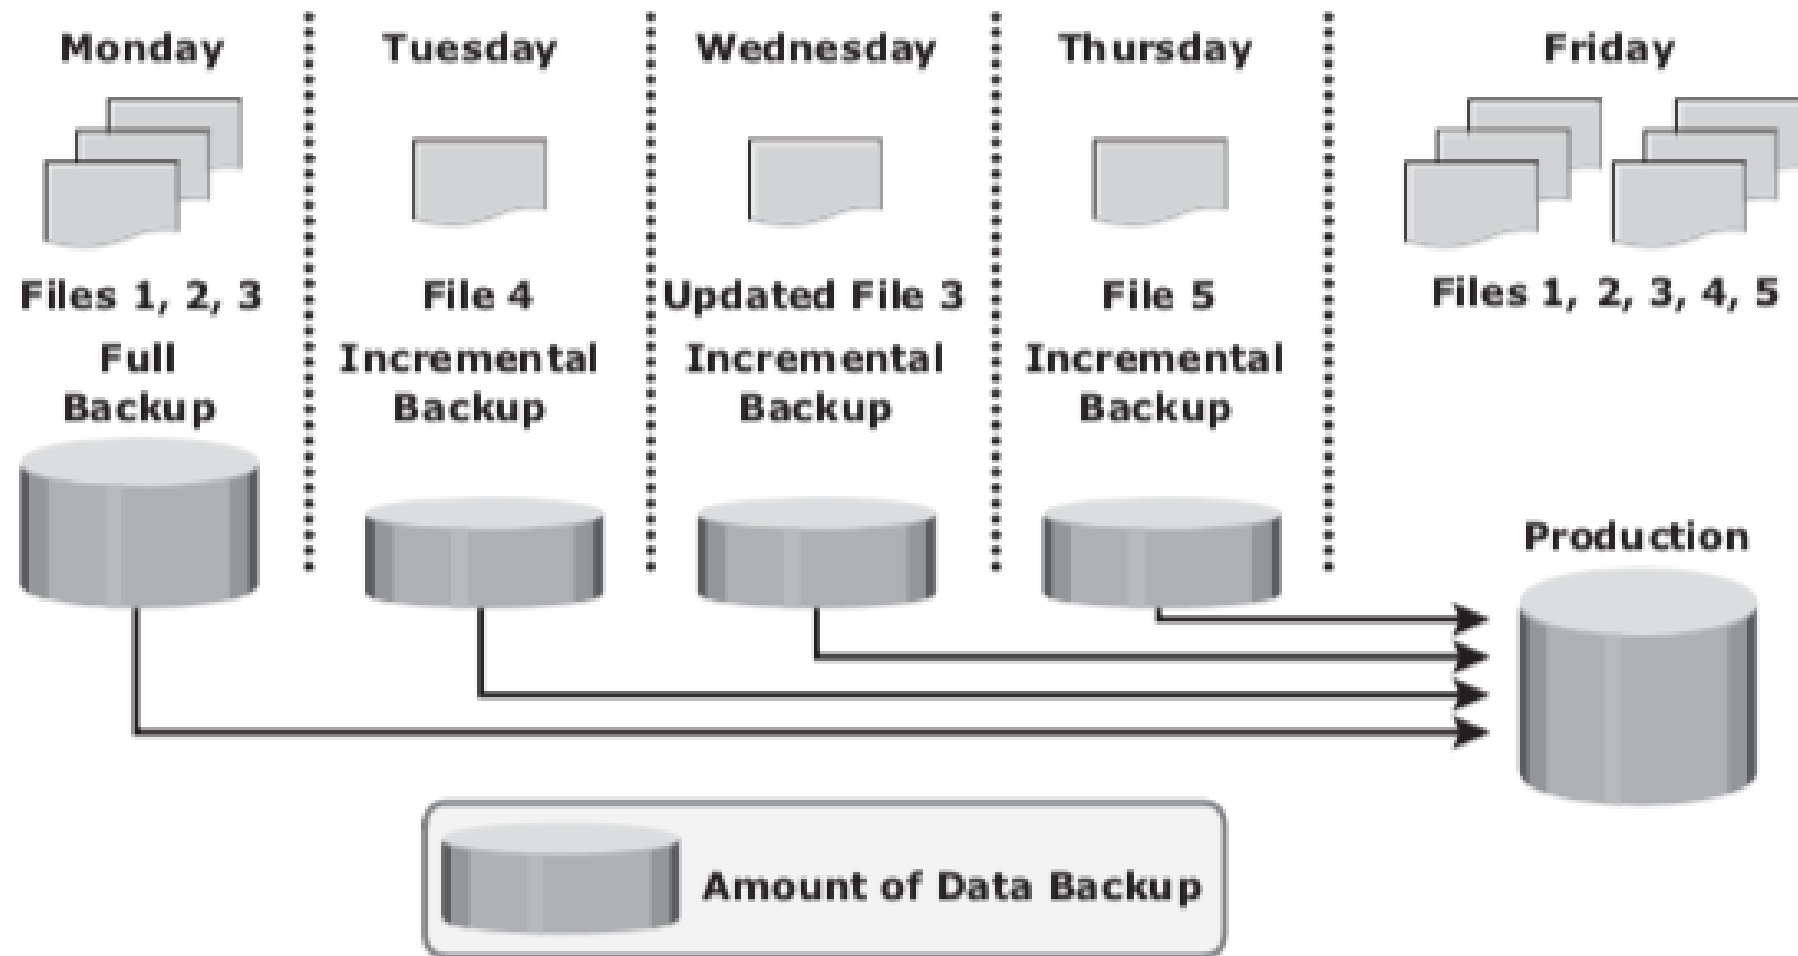 Monday
Tuesday
Wednesday
Thursday
Friday
Files 1, 2, 3
File 4
Updated File 3
File 5
Files 1, 2, 3, 4, 5
Full
Backup
Incremental
Backup
Incremental
Backup
Incremental
Backup
Production
Amount of Data Backup